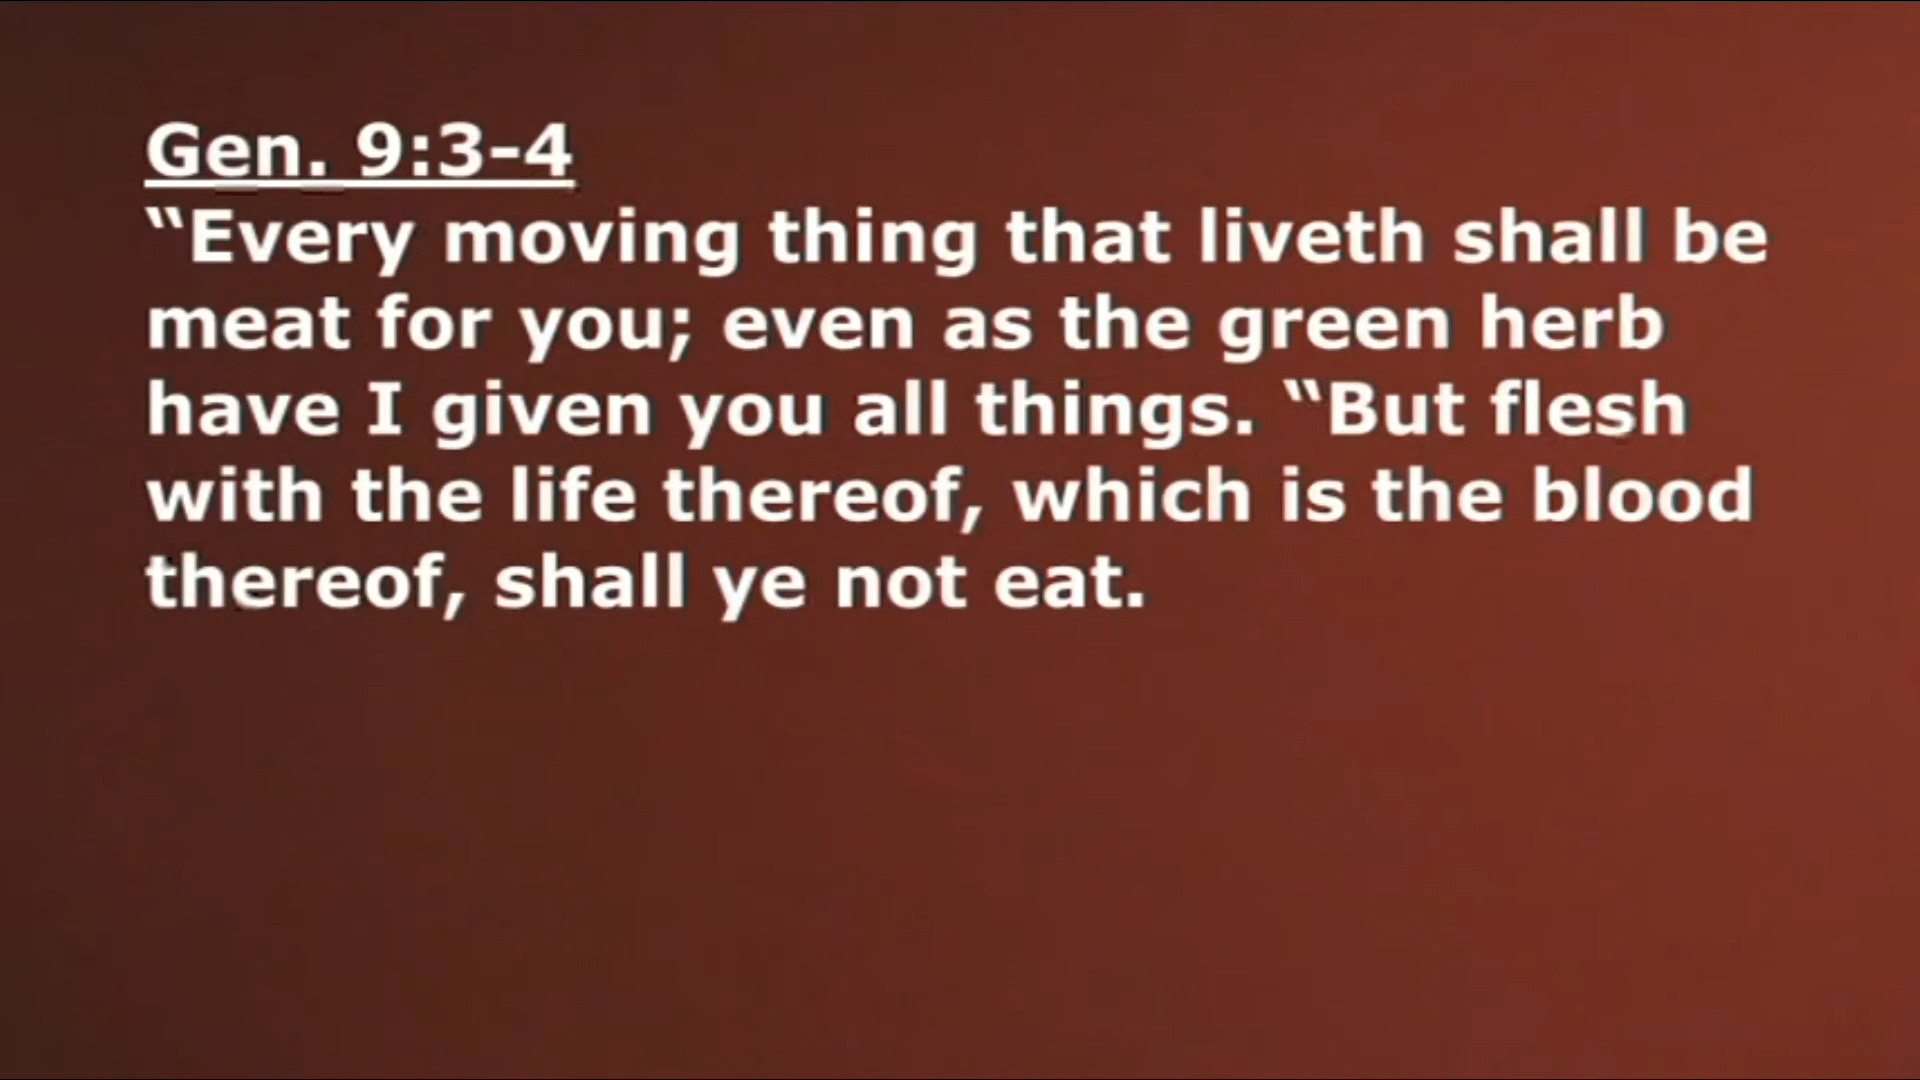 Gen. 9:3-4
“Every moving thing that liveth shall be
meat for you; even as the green herb
have I given you all things. “But flesh
with the life thereof, which is the blood
thereof, shall ye not eat.